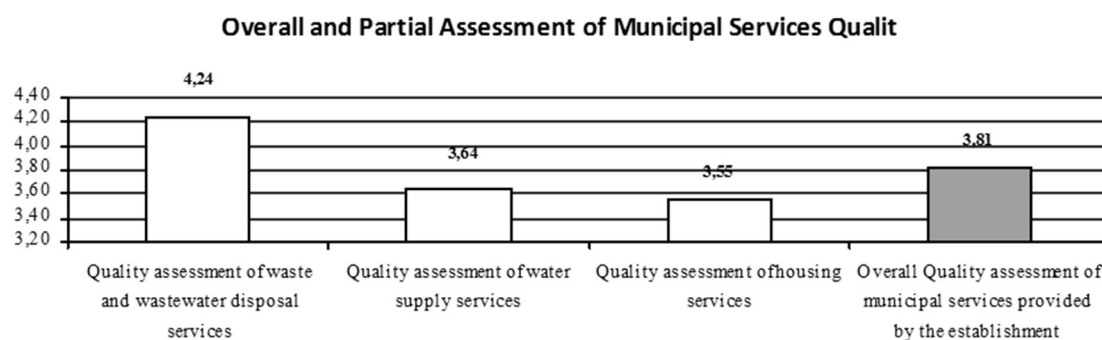 Overall and Partial Assessment of Municipal Services Qualit
4,24
4,40
4,20
4,00
3,80
3,60
3,40
3,20
3,64
3,55
3.81
Quality assessment of waste
and wastewater disposal
services
Quality assessment of water
supply services
Quality assessment of housing
services
Overall Quality assessment of
municipal services provided
by the establishment